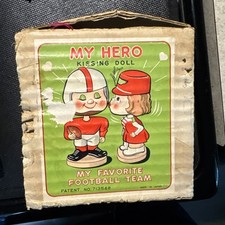 MY HERO
KISSING DOLL
MY FAVORITE
FOOTBALL TEAM
PATENT NO.